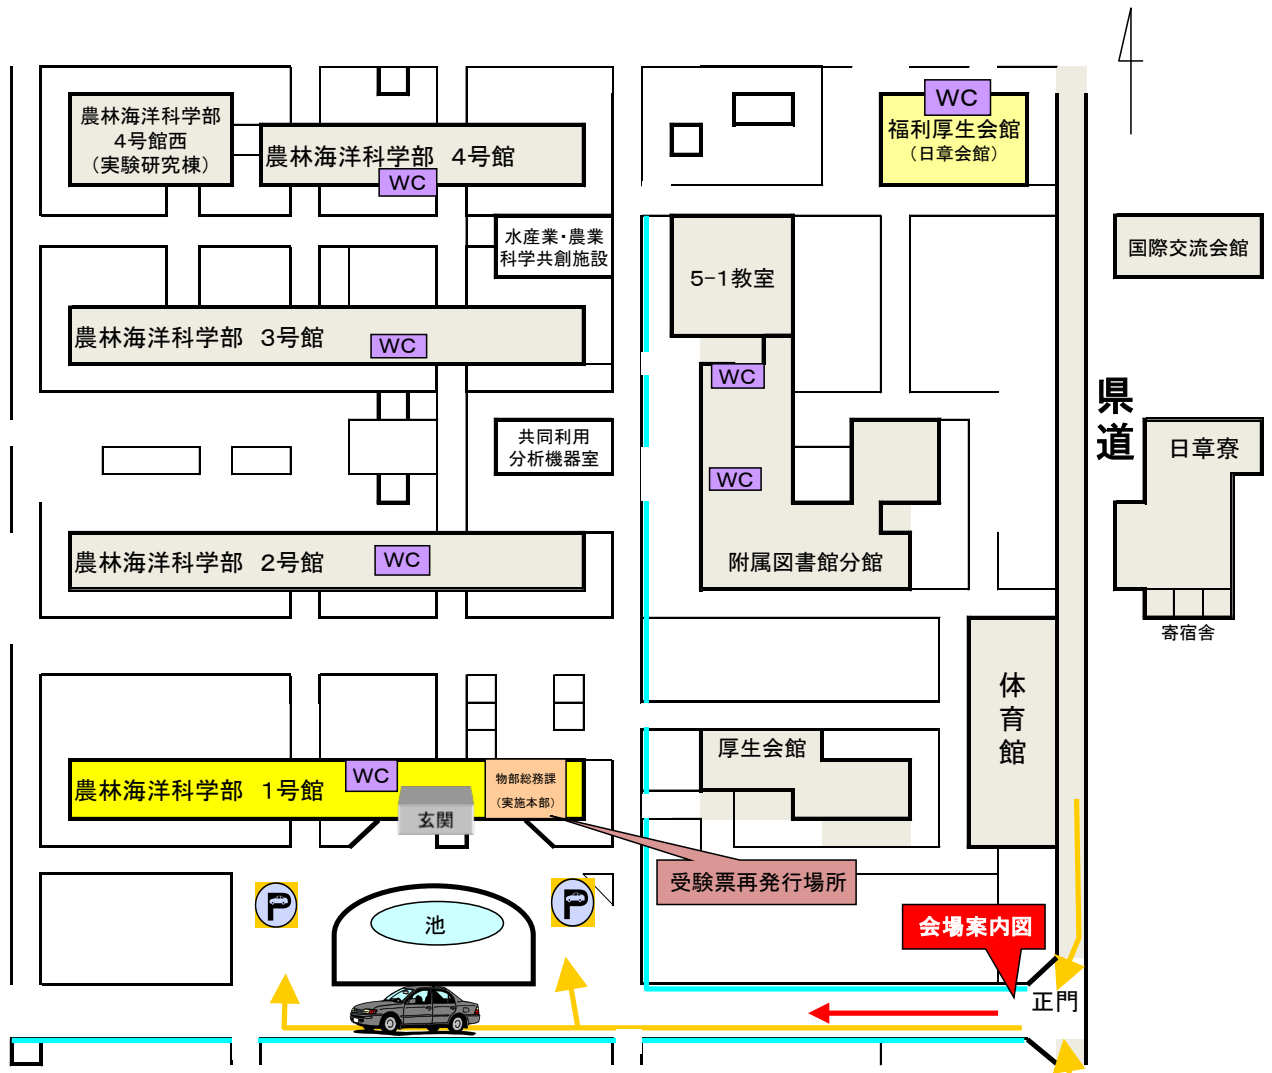 WC
農林海洋科学部
4号館西
（実験研究棟）
農林海洋科学部　4号館
WC
福利厚生会館
（日章会館）
水産業・農業
科学共創施設
5-1教室
国際交流会館
農林海洋科学部　3号館
WC
WC
県道
共同利用
分析機器室
日章寮
WC
農林海洋科学部　2号館
WC
附属図書館分館
寄宿舎
体育館
厚生会館
農林海洋科学部　1号館
WC
物部総務課
（実施本部）
玄関
受験票再発行場所
P
P
池
会場案内図
正門